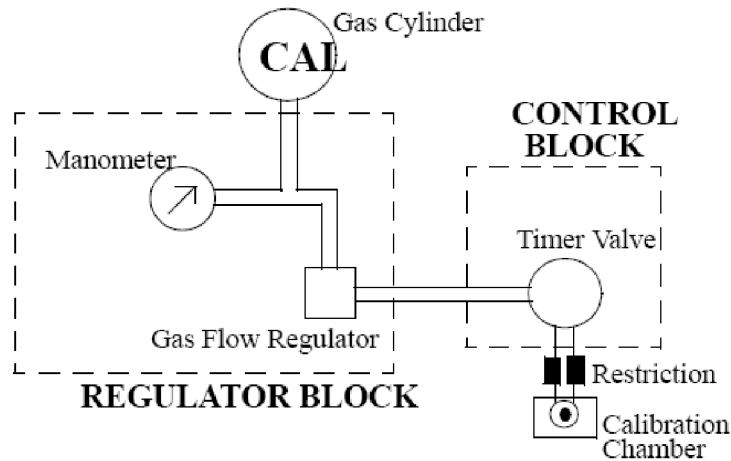 Gas Cylinder
CAL
CONTROL
BLOCK
Manometer
Timer Valve
Gas Flow Regulator
REGULATOR BLOCK
Restriction
Calibration
Chamber